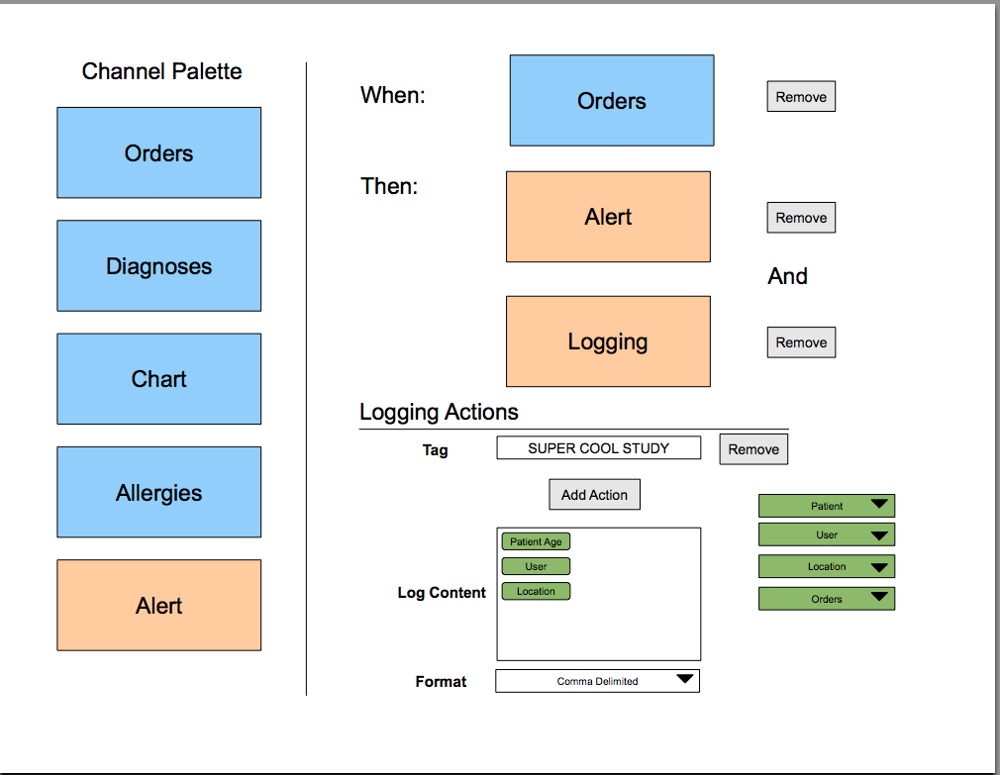 Channel Palette
Orders
Diagnoses
Chart
Allergies
Alert
When:
Orders
Remove
Then:
Alert
Remove
And
Logging
Remove
Logging Actions
Tag
SUPER COOL STUDY
Remove
Add Action
Log Content
Patient Age
User
Location
Patient
User
Location
Orders
Format
Comma Delimited